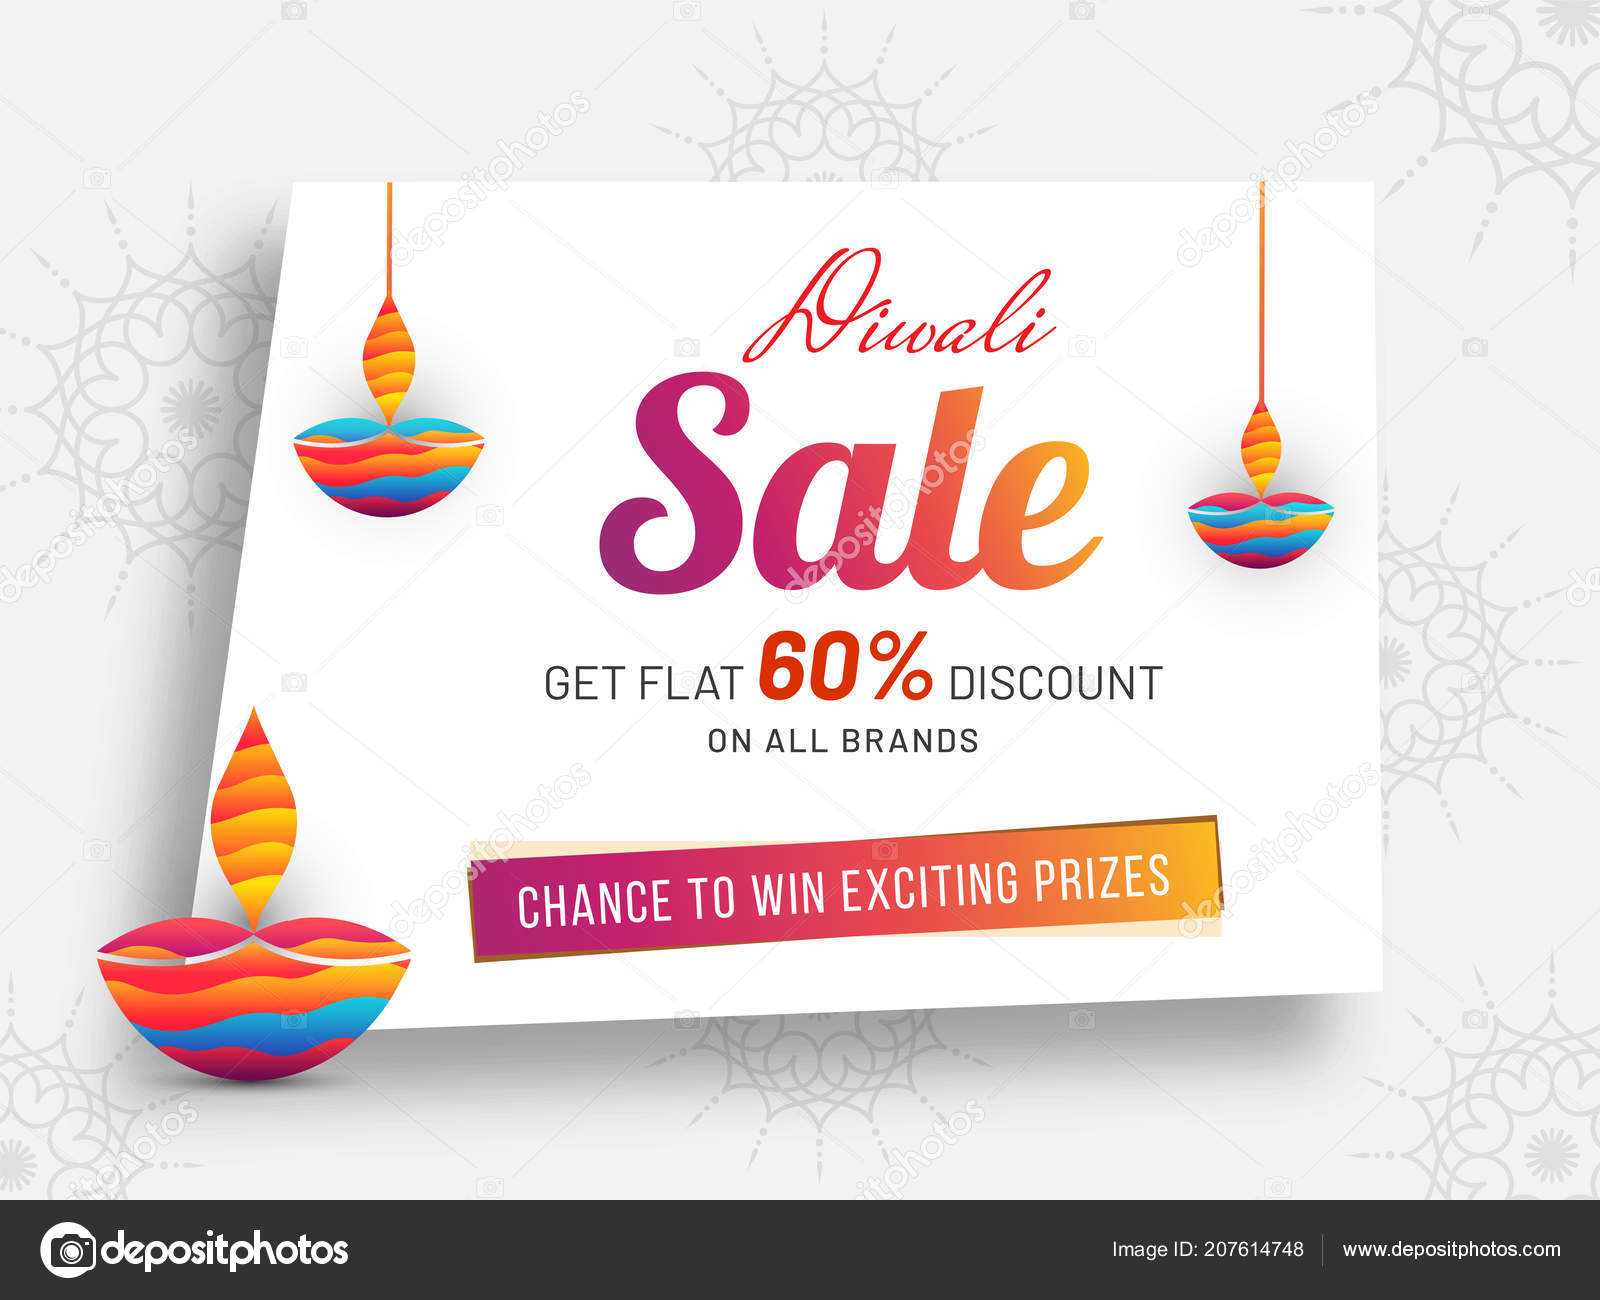 Diwali
Sale
GET FLAT 60% DISCOUNT
ON ALL BRANDS
CHANCE TO WIN EXCITING PRIZES
depositphotos
Image ID: 207614748
www.depositphotos.com